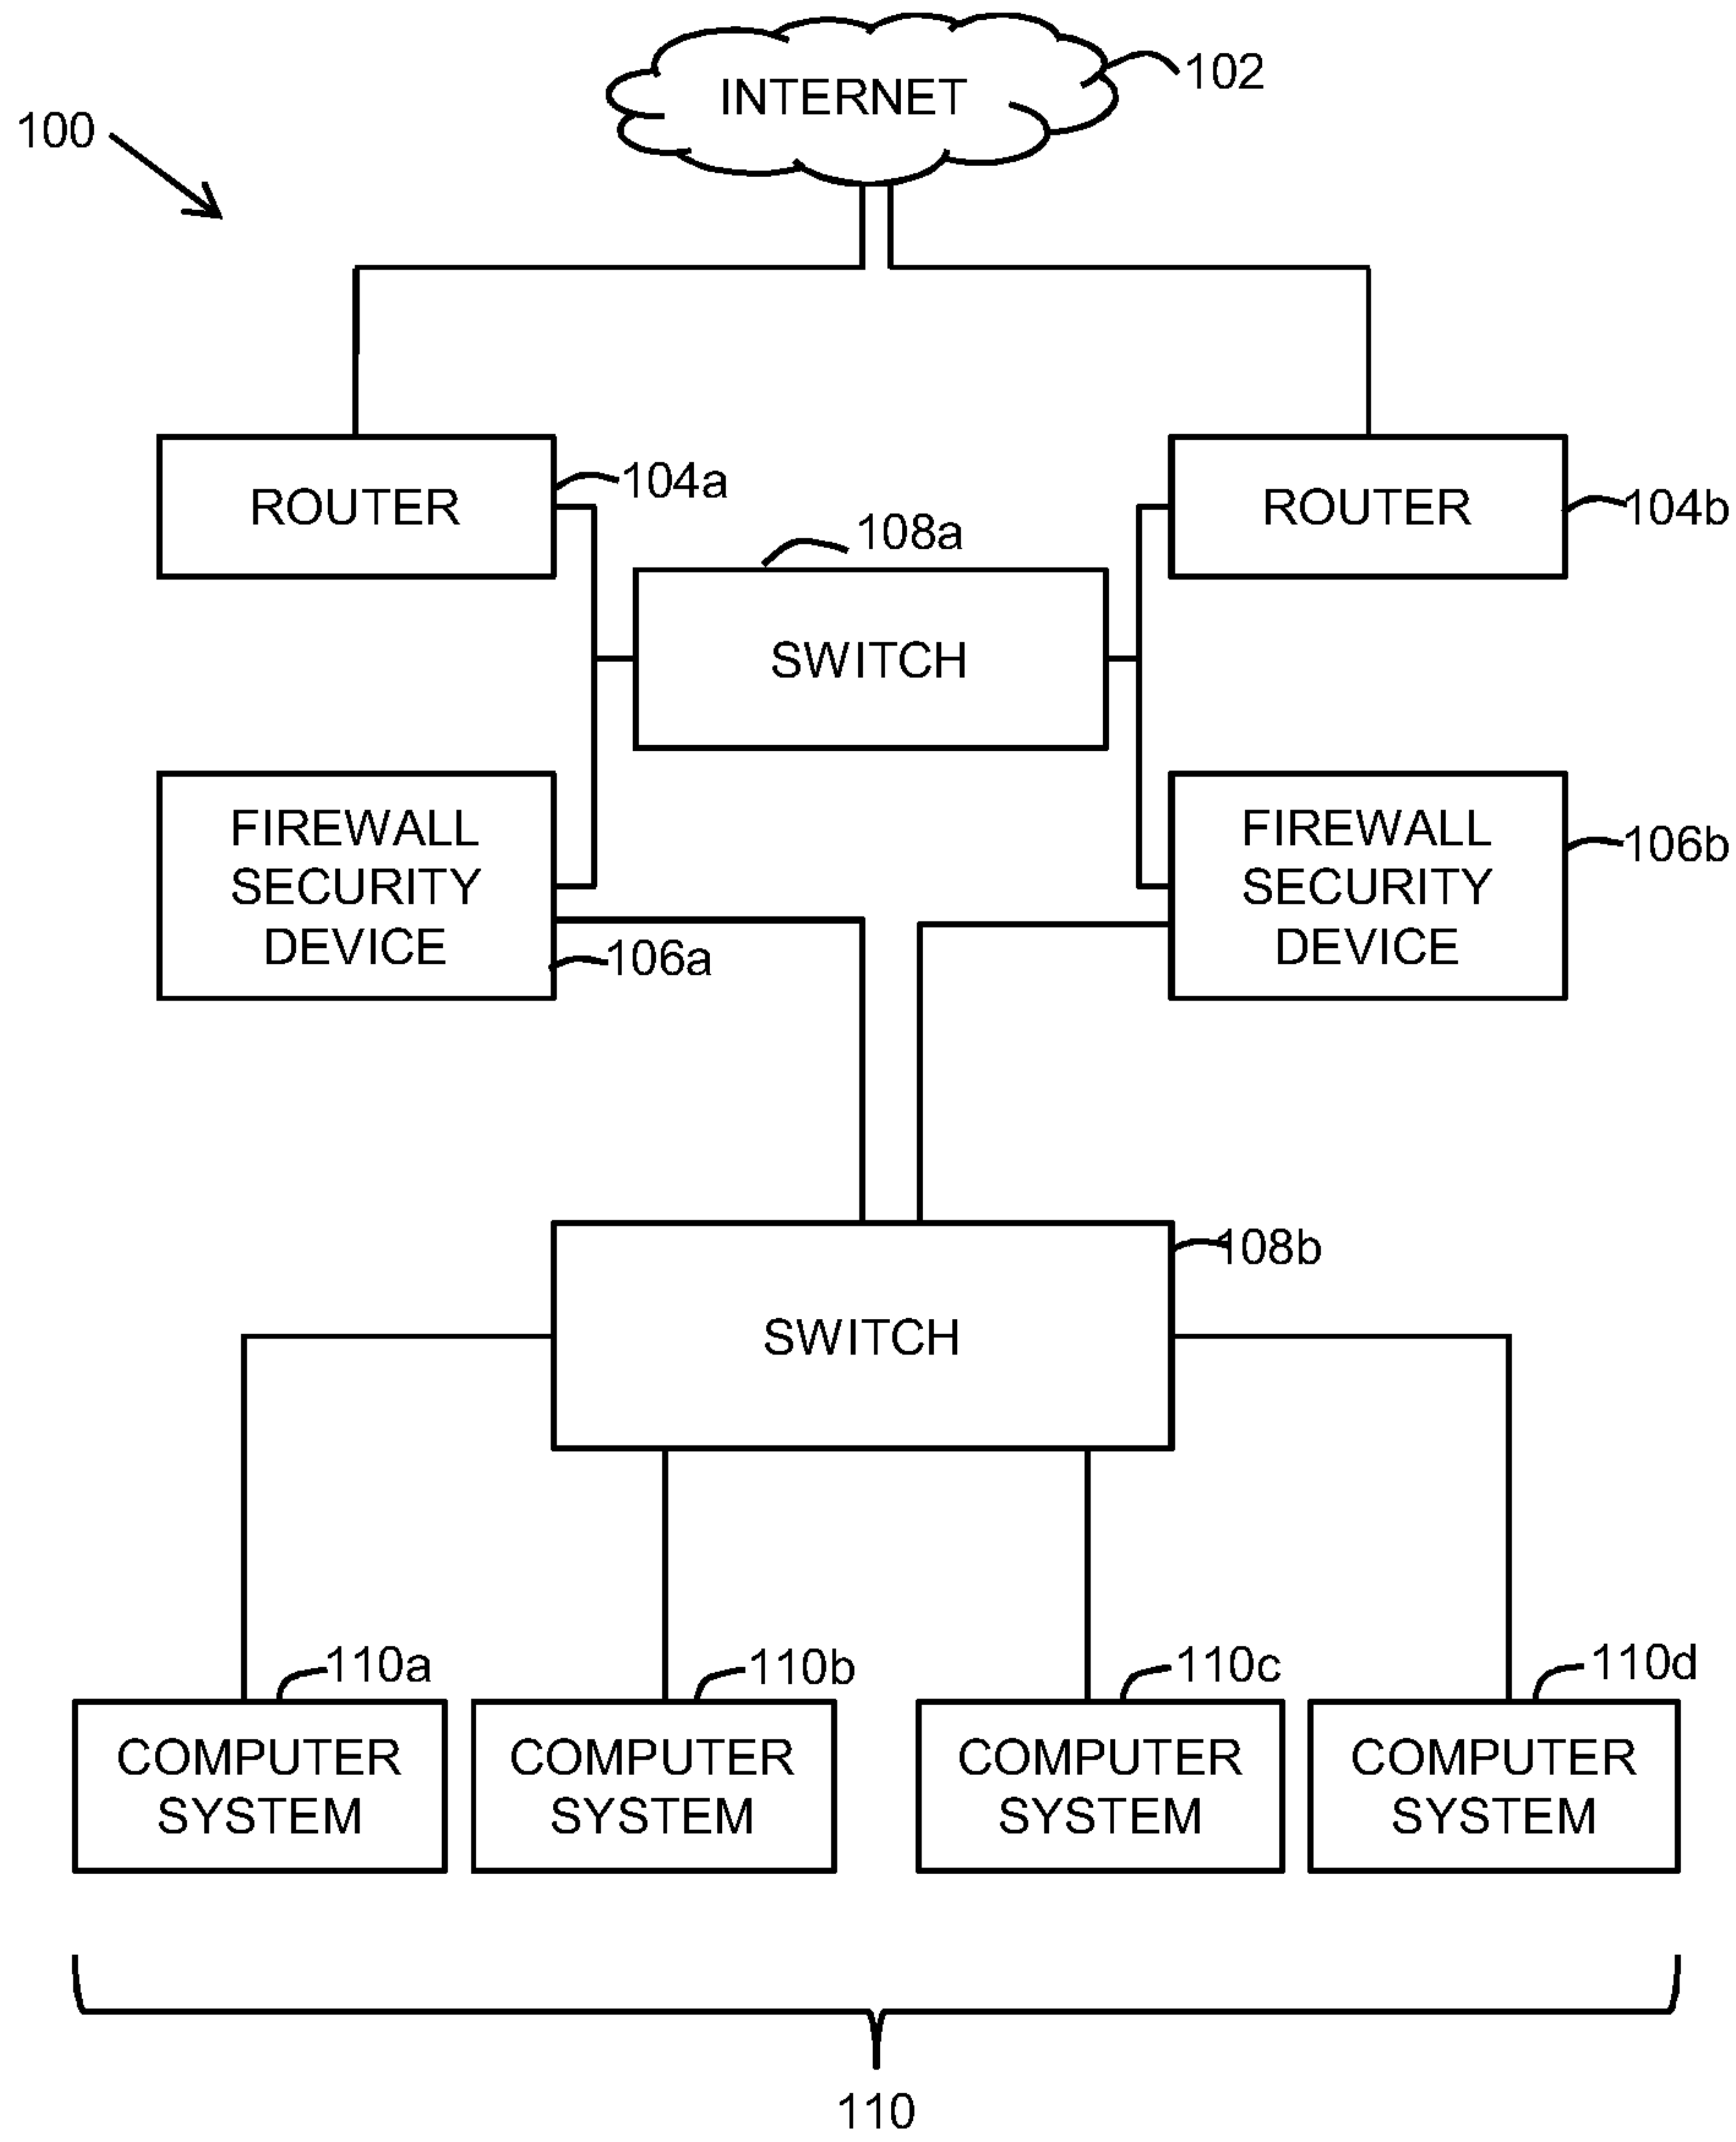 INTERNET
102
100
ROUTER
104a
108a
ROUTER
104b
SWITCH
FIREWALL
SECURITY
DEVICE
106a
FIREWALL
SECURITY
DEVICE
106b
108b
SWITCH
110a
110b
110c
110d
COMPUTER
SYSTEM
COMPUTER
SYSTEM
COMPUTER
SYSTEM
COMPUTER
SYSTEM
110